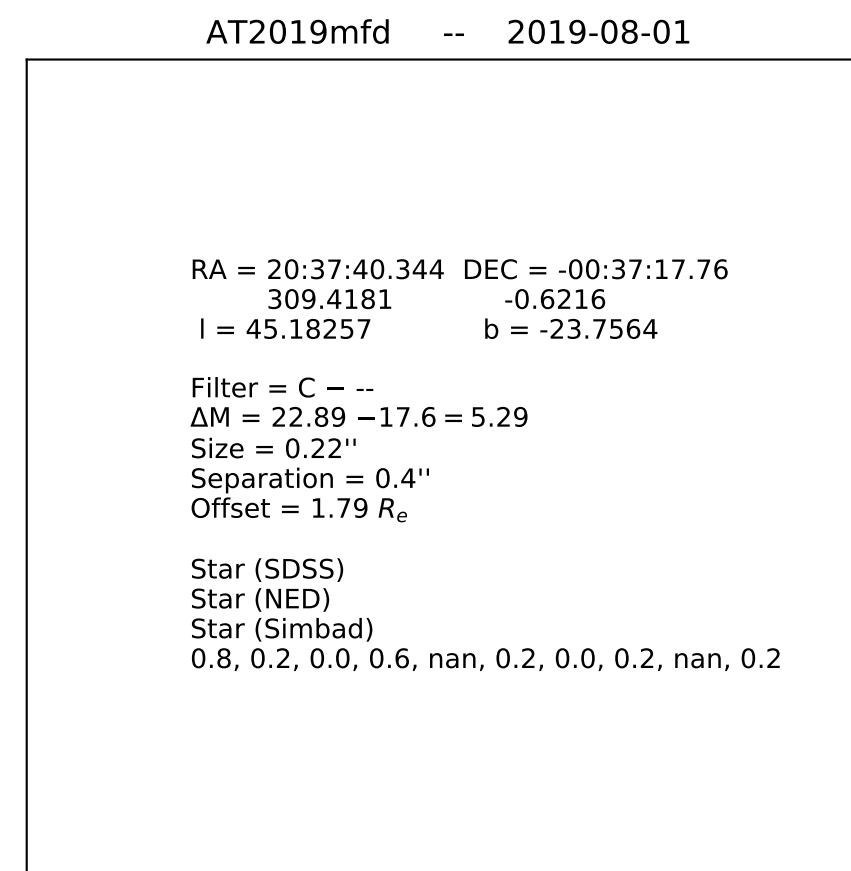 AT2019mfd -- 2019-08-01
RA = 20:37:40.344 DEC = -00:37:17.76
309.4181 -0.6216
l = 45.18257 b = -23.7564
Filter = C − --
ΔM = 22.89 −17.6 = 5.29
Size = 0.22''
Separation = 0.4''
Offset = 1.79 Rₑ
Star (SDSS)
Star (NED)
Star (Simbad)
0.8, 0.2, 0.0, 0.6, nan, 0.2, 0.0, 0.2, nan, 0.2